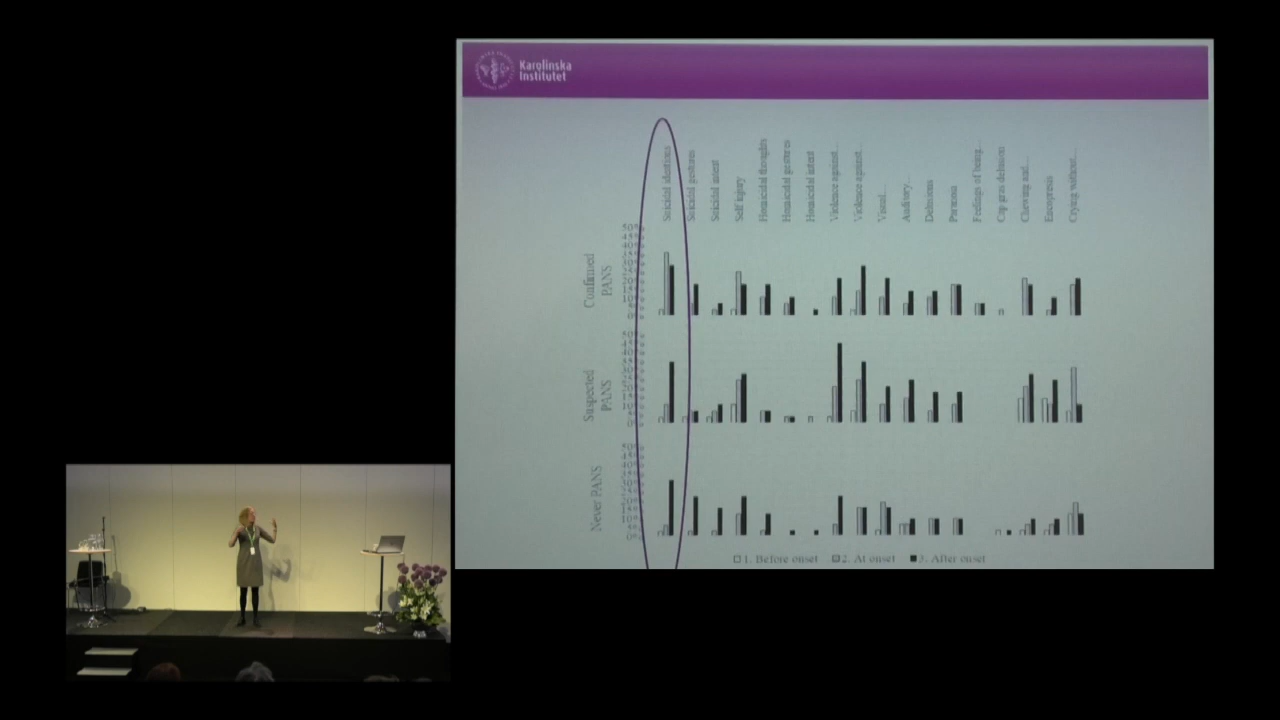 Karolinska
Institutet
Suicidal ideations
Suicidal gestures
Suicidal intent
Self injury
Homicidal thoughts
Homicidal gestures
Homicidal intent
Violence against...
Violence against...
Visual...
Auditory...
Delusions
Paranoia
Feelings of being...
Cap gras delusion
Chewing and...
Encopresis
Crying without...
Confirmed
PANS
Suspected
PANS
Never PANS
1. Before onset 2. At onset 3. After onset